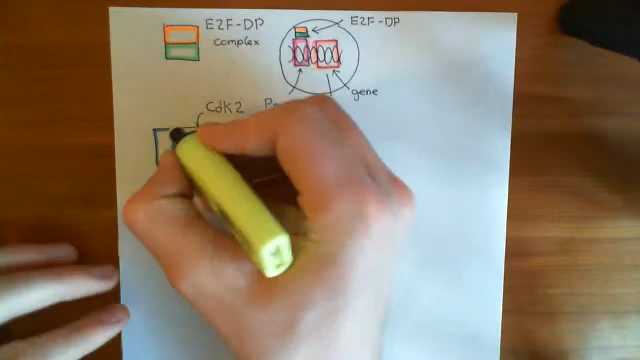 E2F-DP
complex
E2F-DP
gene
Cdk2